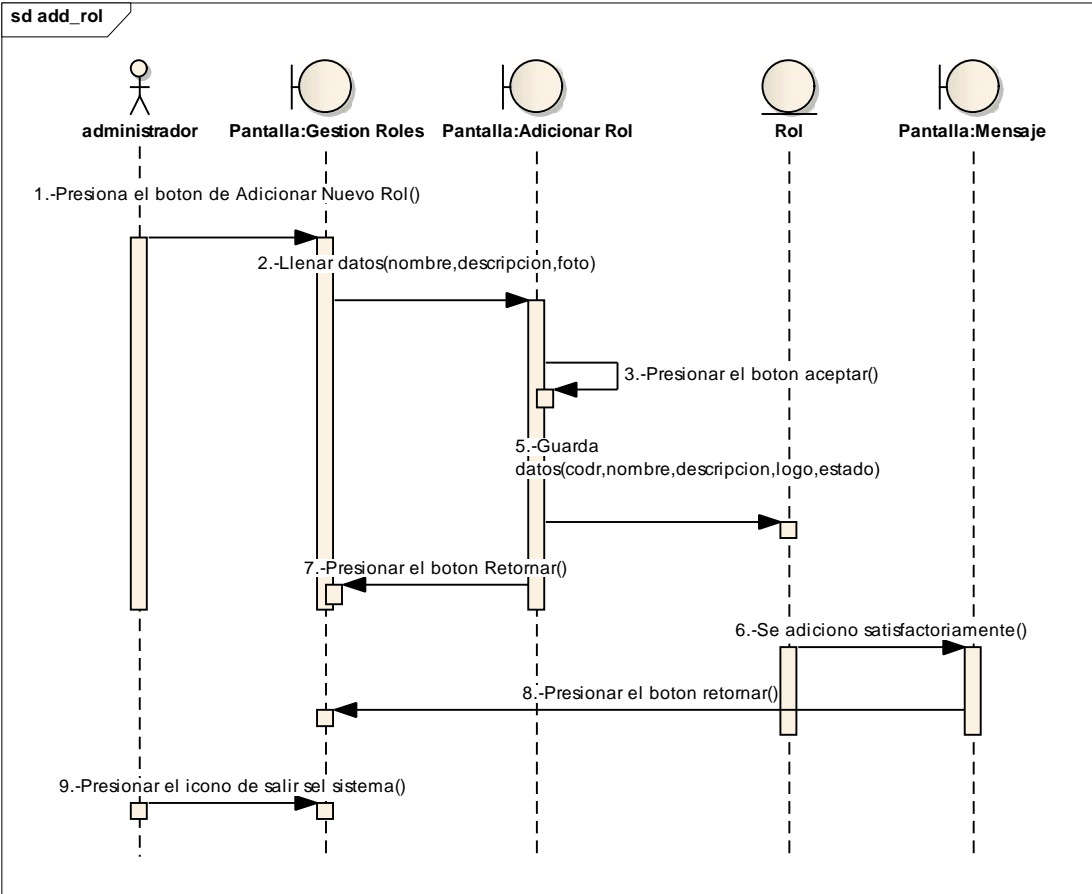 sd add_rol
administrador
Pantalla:Gestion Roles
Pantalla:Adicionar Rol
Rol
Pantalla:Mensaje
1.-Presiona el boton de Adicionar Nuevo Rol()
2.-Llenar datos(nombre,descripcion,foto)
3.-Presionar el boton aceptar()
5.-Guarda
datos(codr,nombre,descripcion,logo,estado)
7.-Presionar el boton Retornar()
6.-Se adiciono satisfactoriamente()
8.-Presionar el boton retornar()
9.-Presionar el icono de salir sel sistema()